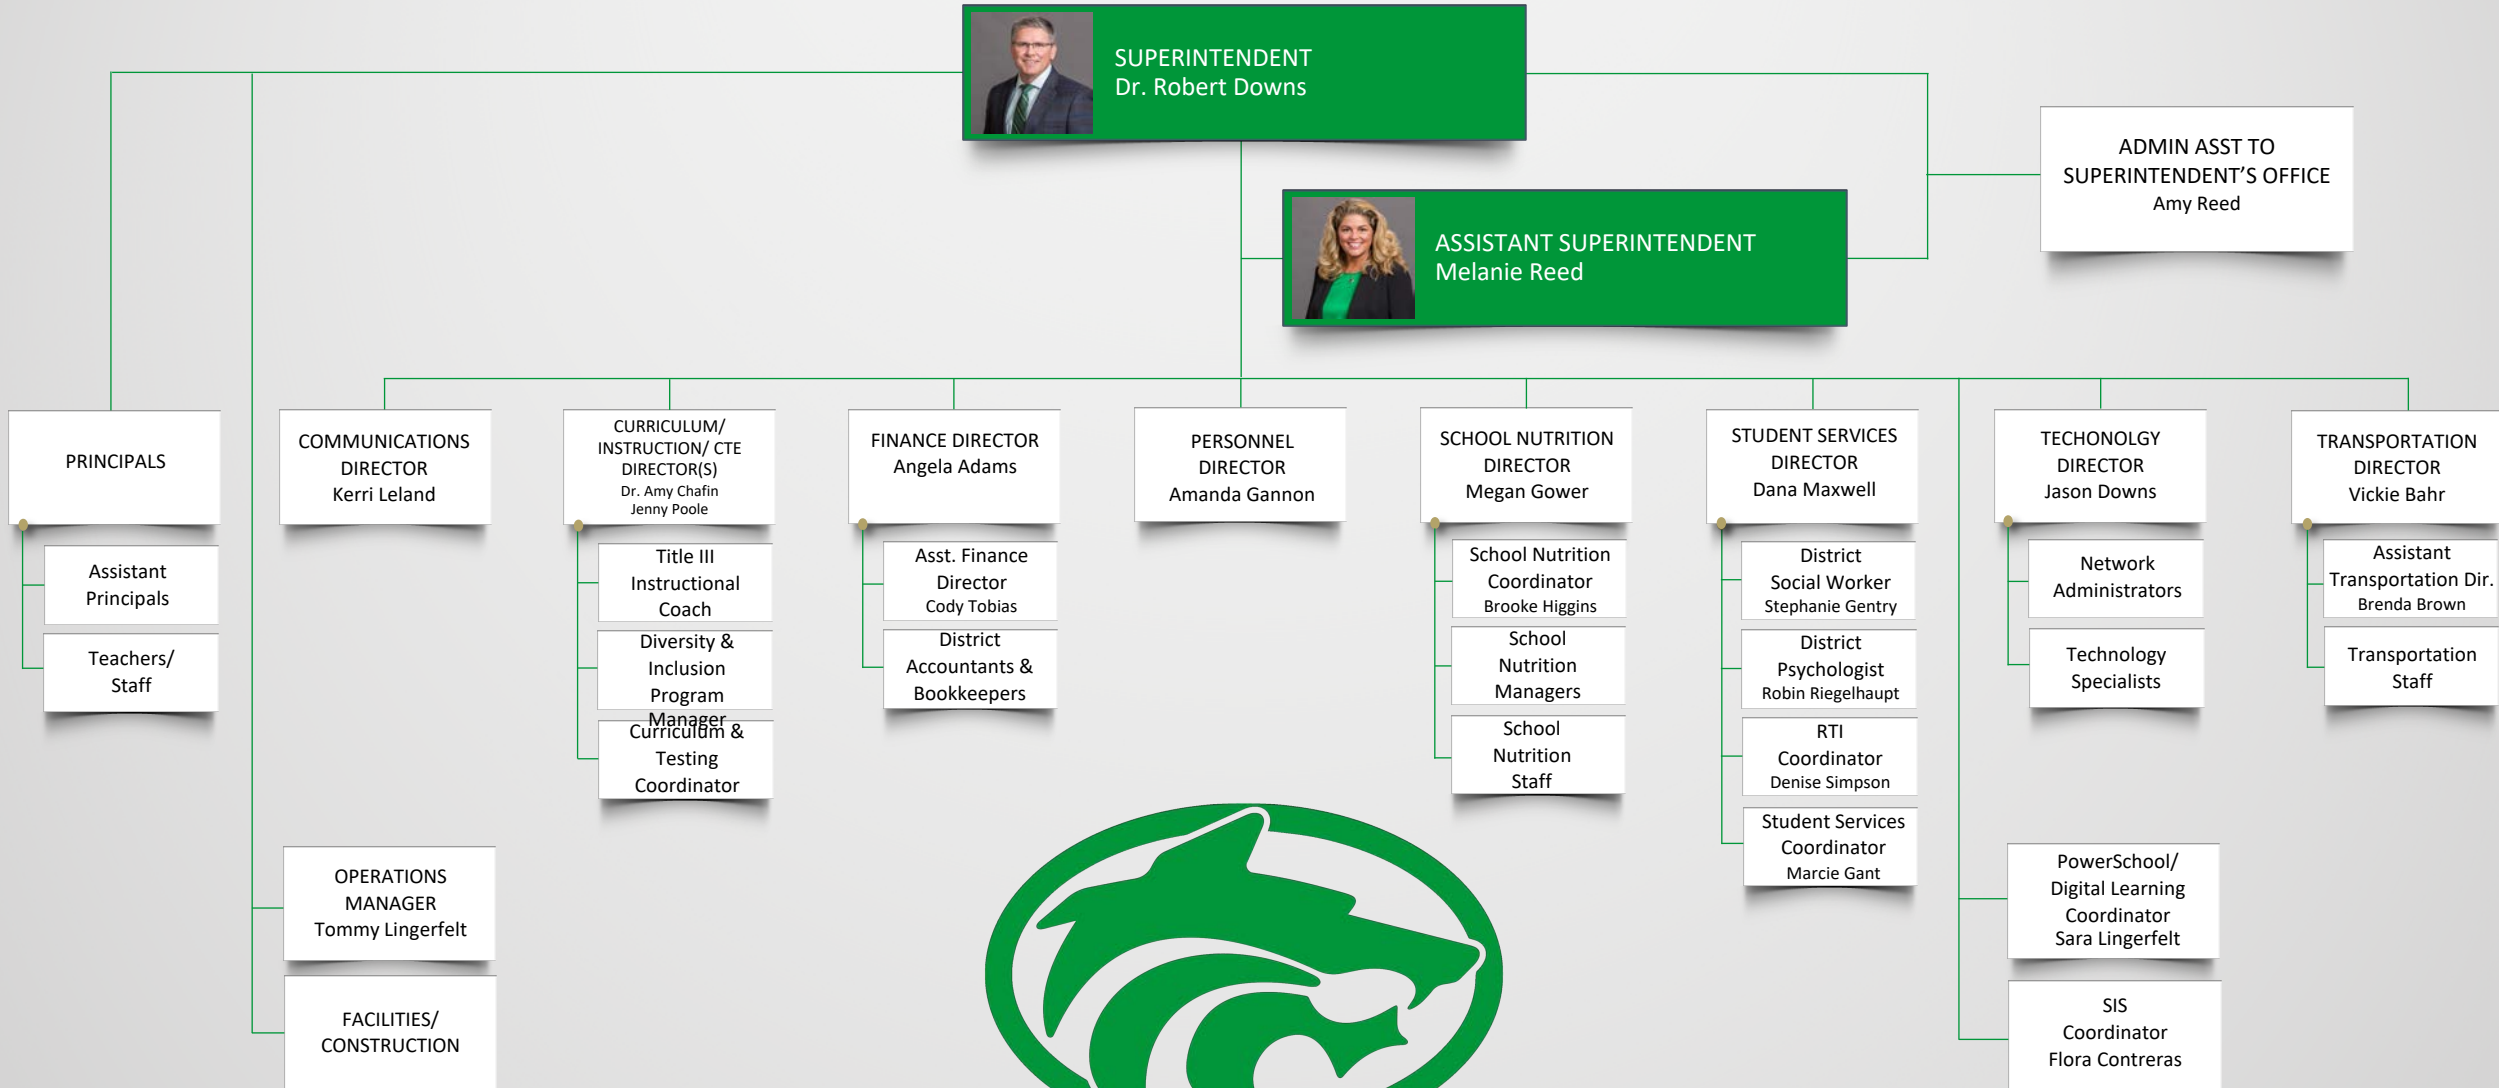 SUPERINTENDENT
Dr. Robert Downs
ADMIN ASST TO
SUPERINTENDENT’S OFFICE
Amy Reed
ASSISTANT SUPERINTENDENT
Melanie Reed
PRINCIPALS
Assistant
Principals
Teachers/
Staff
COMMUNICATIONS
DIRECTOR
Kerri Leland
CURRICULUM/
INSTRUCTION/ CTE
DIRECTOR(S)
Dr. Amy Chafin
Jenny Poole
Title III
Instructional
Coach
Diversity &
Inclusion
Program
Manager
Curriculum &
Testing
Coordinator
FINANCE DIRECTOR
Angela Adams
Asst. Finance
Director
Cody Tobias
District
Accountants &
Bookkeepers
PERSONNEL
DIRECTOR
Amanda Gannon
SCHOOL NUTRITION
DIRECTOR
Megan Gower
School Nutrition
Coordinator
Brooke Higgins
School
Nutrition
Managers
School
Nutrition
Staff
STUDENT SERVICES
DIRECTOR
Dana Maxwell
District
Social Worker
Stephanie Gentry
District
Psychologist
Robin Riegelhaupt
RTI
Coordinator
Denise Simpson
Student Services
Coordinator
Marcie Gant
TECHONOLGY
DIRECTOR
Jason Downs
Network
Administrators
Technology
Specialists
TRANSPORTATION
DIRECTOR
Vickie Bahr
Assistant
Transportation Dir.
Brenda Brown
Transportation
Staff
OPERATIONS
MANAGER
Tommy Lingerfelt
FACILITIES/
CONSTRUCTION
PowerSchool/
Digital Learning
Coordinator
Sara Lingerfelt
SIS
Coordinator
Flora Contreras